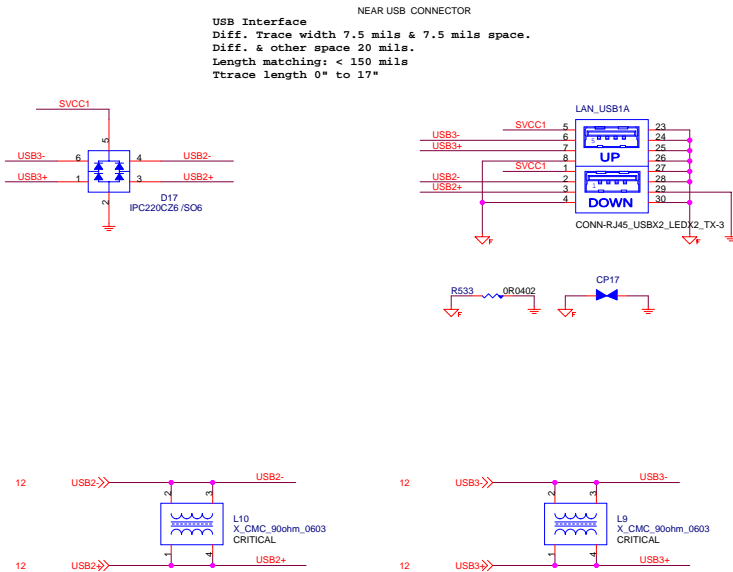 NEAR USB CONNECTOR
USB Interface
Diff. Trace width 7.5 mils & 7.5 mils space.
Diff. & other space 20 mils.
Length matching: < 150 mils
Ttrace length 0" to 17"
SVCC1
5
USB3- 6 4 USB2-
USB3+ 1 3 USB2+
2
D17
IPC220CZ6 /SO6
LAN_USB1A
SVCC1 5 23
USB3- 6 24
USB3+ 7 25
8 26
UP
SVCC1 1 27
USB2- 2 28
USB2+ 3 29
4 30
5
1
DOWN
CONN-RJ45_USBX2_LEDX2_TX-3
F
F
R533 0R0402
F
CP17
F
12 USB2- USB2-
2 3
L10
X_CMC_90ohm_0603
CRITICAL
1 4
12 USB2+ USB2+
12 USB3- USB3-
2 3
L9
X_CMC_90ohm_0603
CRITICAL
1 4
12 USB3+ USB3+